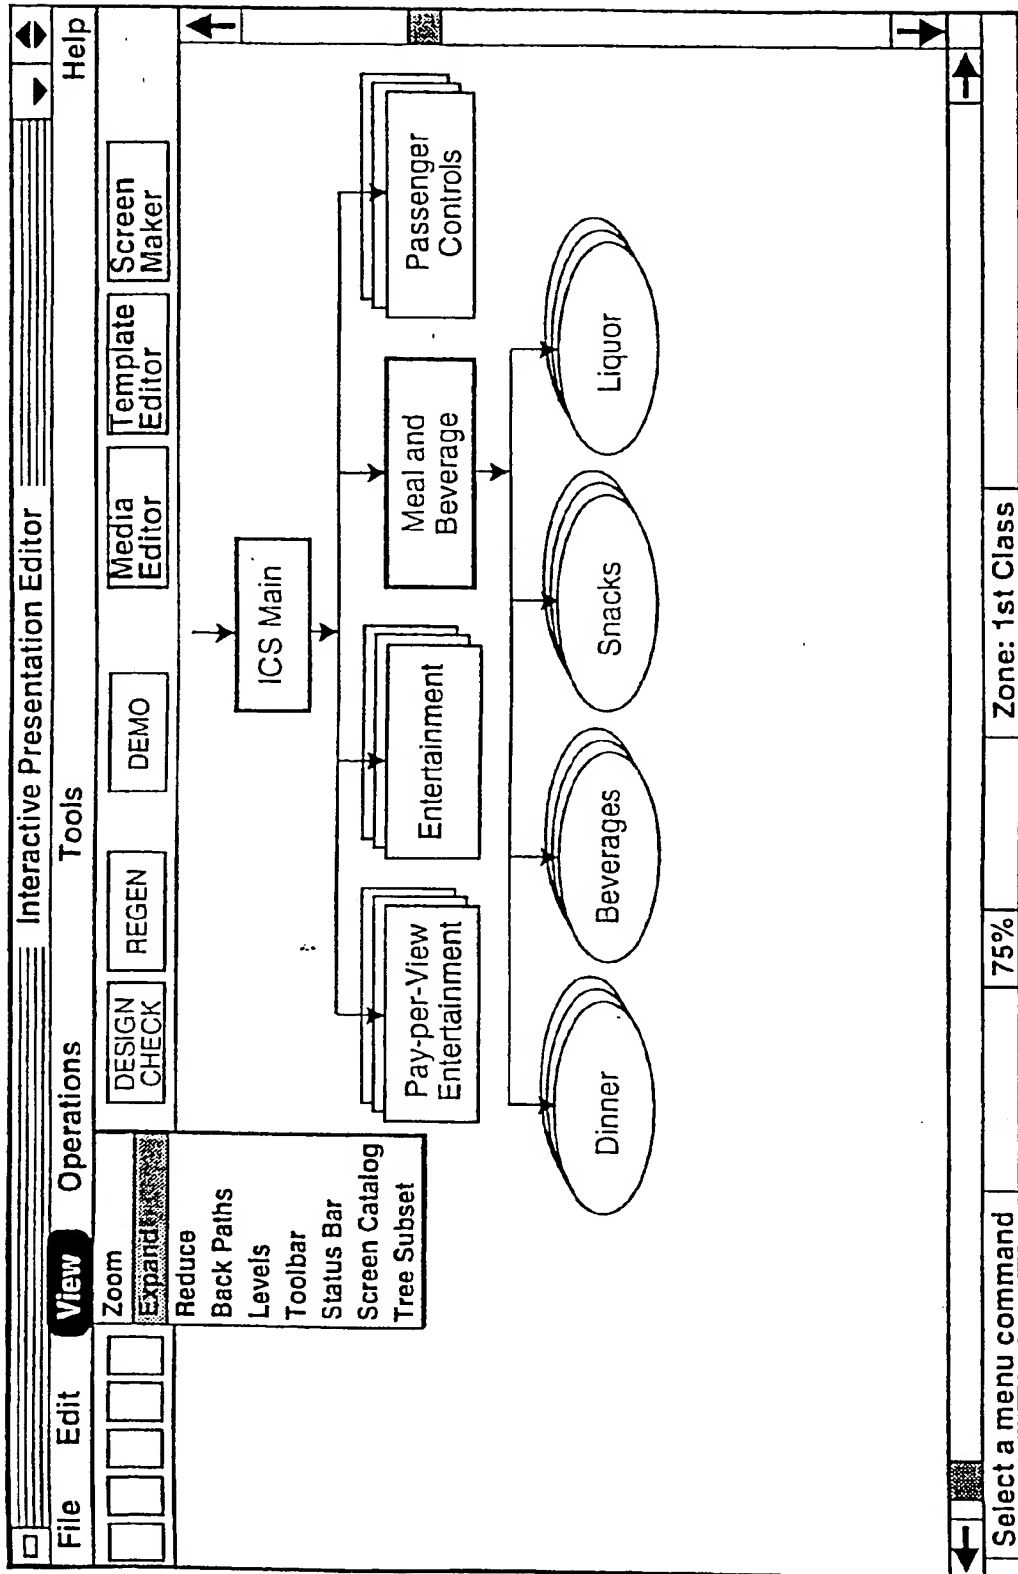 Interactive Presentation Editor
File Edit View Operations Tools Help
DESIGN
CHECK
REGEN
DEMO
Media
Editor
Template
Editor
Screen
Maker
Zoom
Expand
Reduce
Back Paths
Levels
Toolbar
Status Bar
Screen Catalog
Tree Subset
ICS Main
Pay-per-View
Entertainment
Entertainment
Meal and
Beverage
Passenger
Controls
Dinner
Beverages
Snacks
Liquor
Select a menu command
75%
Zone: 1st Class